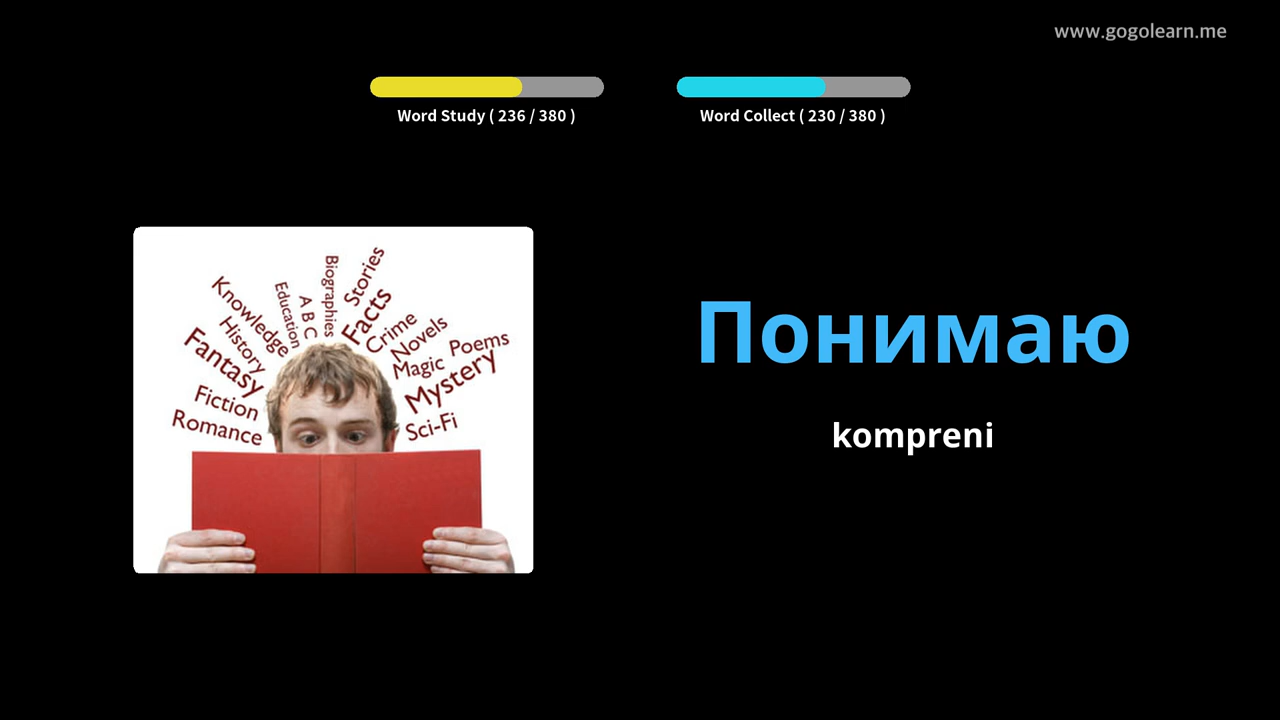 www.gogolearn.me
Word Study ( 236 / 380 )
Word Collect ( 230 / 380 )
Biographies
Stories
Knowledge
Education
A B C
Facts
Crime
History
Novels
Fantasy
Magic
Poems
Mystery
Fiction
Romance
Sci-Fi
Понимаю
kompreni